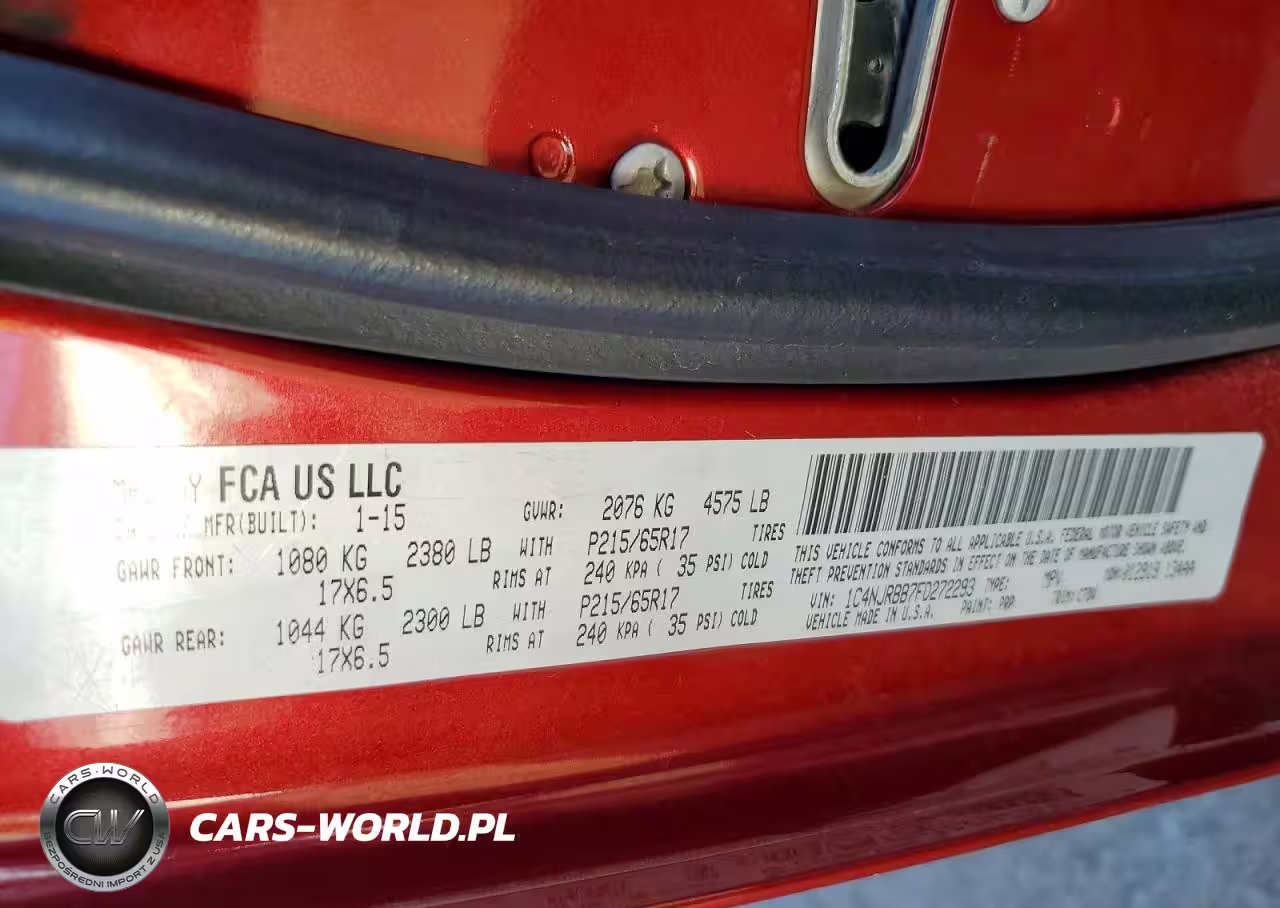 FCA US LLC
MFR(BUILT): 1-15 GVWR: 2076 KG 4575 LB
GAWR FRONT: 1080 KG 2380 LB WITH P215/65R17 TIRES
17X6.5 RIMS AT 240 KPA ( 35 PSI) COLD
GAWR REAR: 1044 KG 2300 LB WITH P215/65R17 TIRES
17X6.5 RIMS AT 240 KPA ( 35 PSI) COLD
THIS VEHICLE CONFORMS TO ALL APPLICABLE U.S.A. FEDERAL MOTOR VEHICLE SAFETY AND
THEFT PREVENTION STANDARDS IN EFFECT ON THE DATE OF MANUFACTURE SHOWN ABOVE.
VIN: 1C4NJRBB7FD272293 TYPE: MPV
VEHICLE MADE IN U.S.A. PAINT: PRP
CARS-WORLD
CW
BEZPOŚREDNI IMPORT Z USA
CARS-WORLD.PL